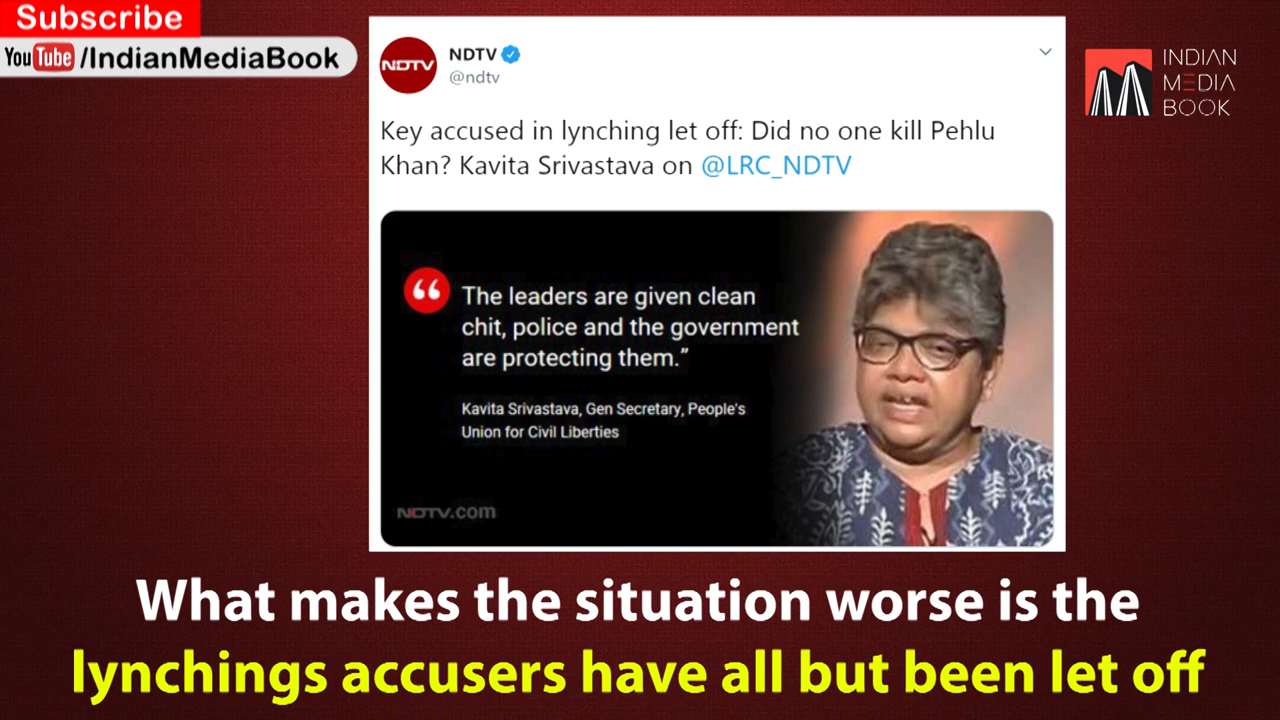 Subscribe
YouTube /IndianMediaBook
NDTV
NDTV
@ndtv
INDIAN
MEDIA
BOOK
Key accused in lynching let off: Did no one kill Pehlu
Khan? Kavita Srivastava on @LRC_NDTV
“ The leaders are given clean
chit, police and the government
are protecting them.”
Kavita Srivastava, Gen Secretary, People's
Union for Civil Liberties
NDTV.com
What makes the situation worse is the
lynchings accusers have all but been let off